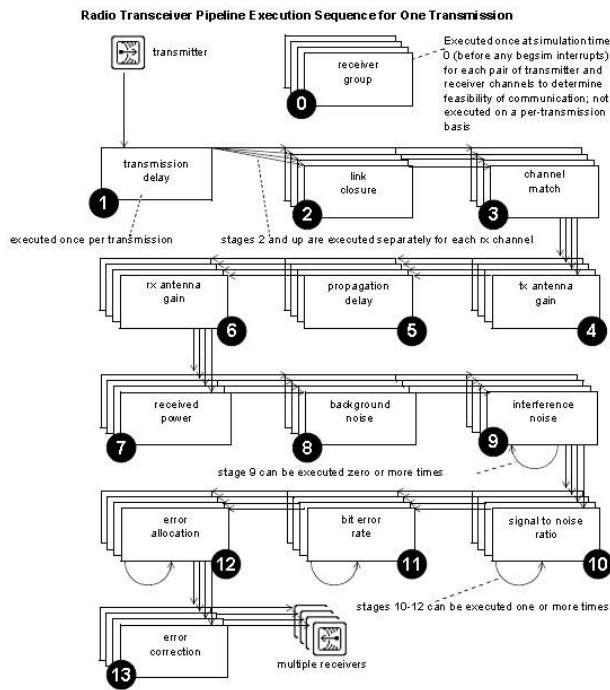 Radio Transceiver Pipeline Execution Sequence for One Transmission
transmitter
receiver
group
0
Executed once at simulation time
0 (before any begsim interrupts)
for each pair of transmitter and
receiver channels to determine
feasibility of communication; not
executed on a per-transmission
basis
transmission
delay
1
link
closure
2
channel
match
3
executed once per transmission
stages 2 and up are executed separately for each rx channel
rx antenna
gain
6
propagation
delay
5
tx antenna
gain
4
received
power
7
background
noise
8
interference
noise
9
stage 9 can be executed zero or more times
error
allocation
12
bit error
rate
11
signal to noise
ratio
10
stages 10-12 can be executed one or more times
error
correction
13
multiple receivers